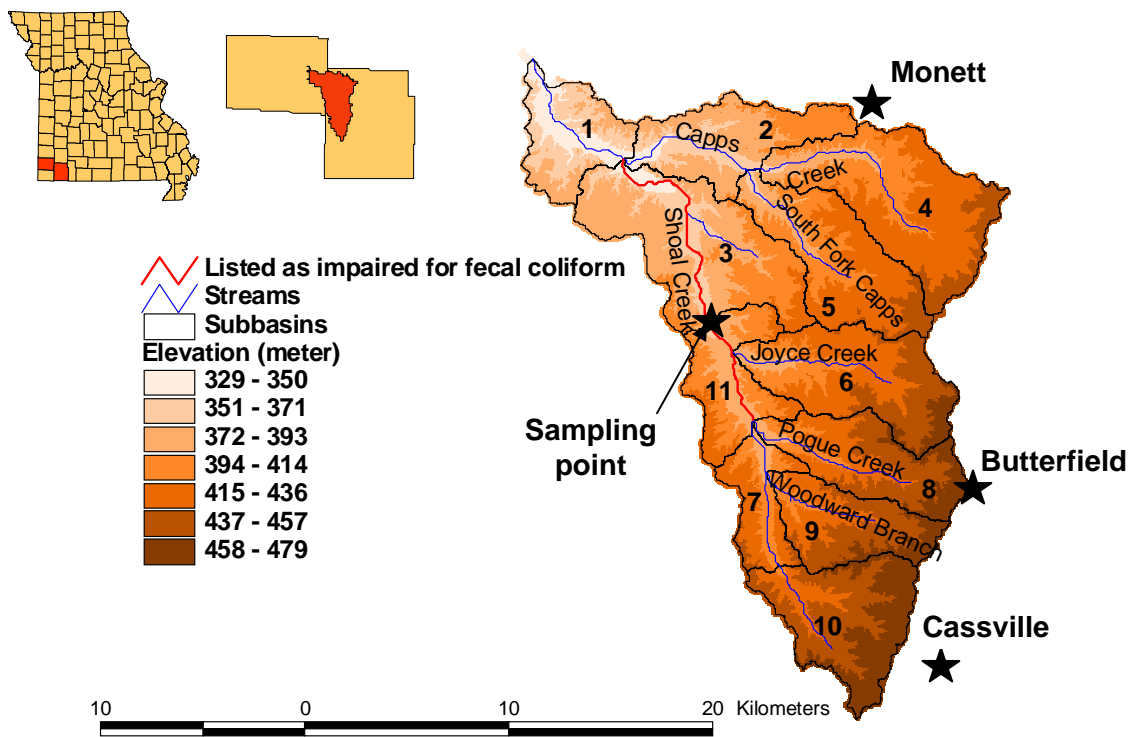 Monett
1
Capps
2
Creek
4
South Fork Capps
Shoal Creek
3
5
Listed as impaired for fecal coliform
Streams
Subbasins
Elevation (meter)
329 - 350
351 - 371
372 - 393
394 - 414
415 - 436
437 - 457
458 - 479
Joyce Creek
6
11
Sampling
point
Pogue Creek
Butterfield
8
7
Woodward Branch
9
10
Cassville
10 0 10 20 Kilometers